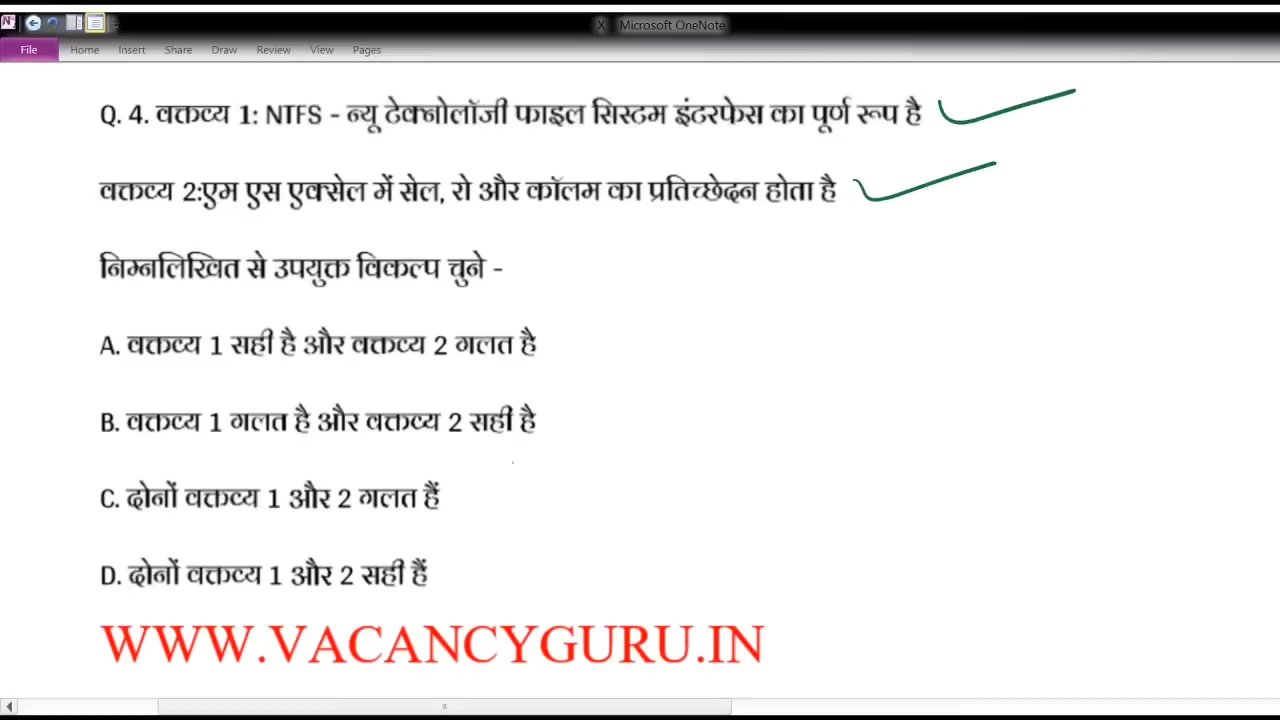 X Microsoft OneNote
File Home Insert Share Draw Review View Pages
Q. 4. वक्तव्य 1: NTFS - न्यू टेक्नोलॉजी फाइल सिस्टम इंटरफेस का पूर्ण रूप है
वक्तव्य 2:एम एस एक्सेल में सेल, रो और कॉलम का प्रतिच्छेदन होता है
निम्नलिखित से उपयुक्त विकल्प चुने -
A. वक्तव्य 1 सही है और वक्तव्य 2 गलत है
B. वक्तव्य 1 गलत है और वक्तव्य 2 सही है
C. दोनों वक्तव्य 1 और 2 गलत हैं
D. दोनों वक्तव्य 1 और 2 सही हैं
WWW.VACANCYGURU.IN